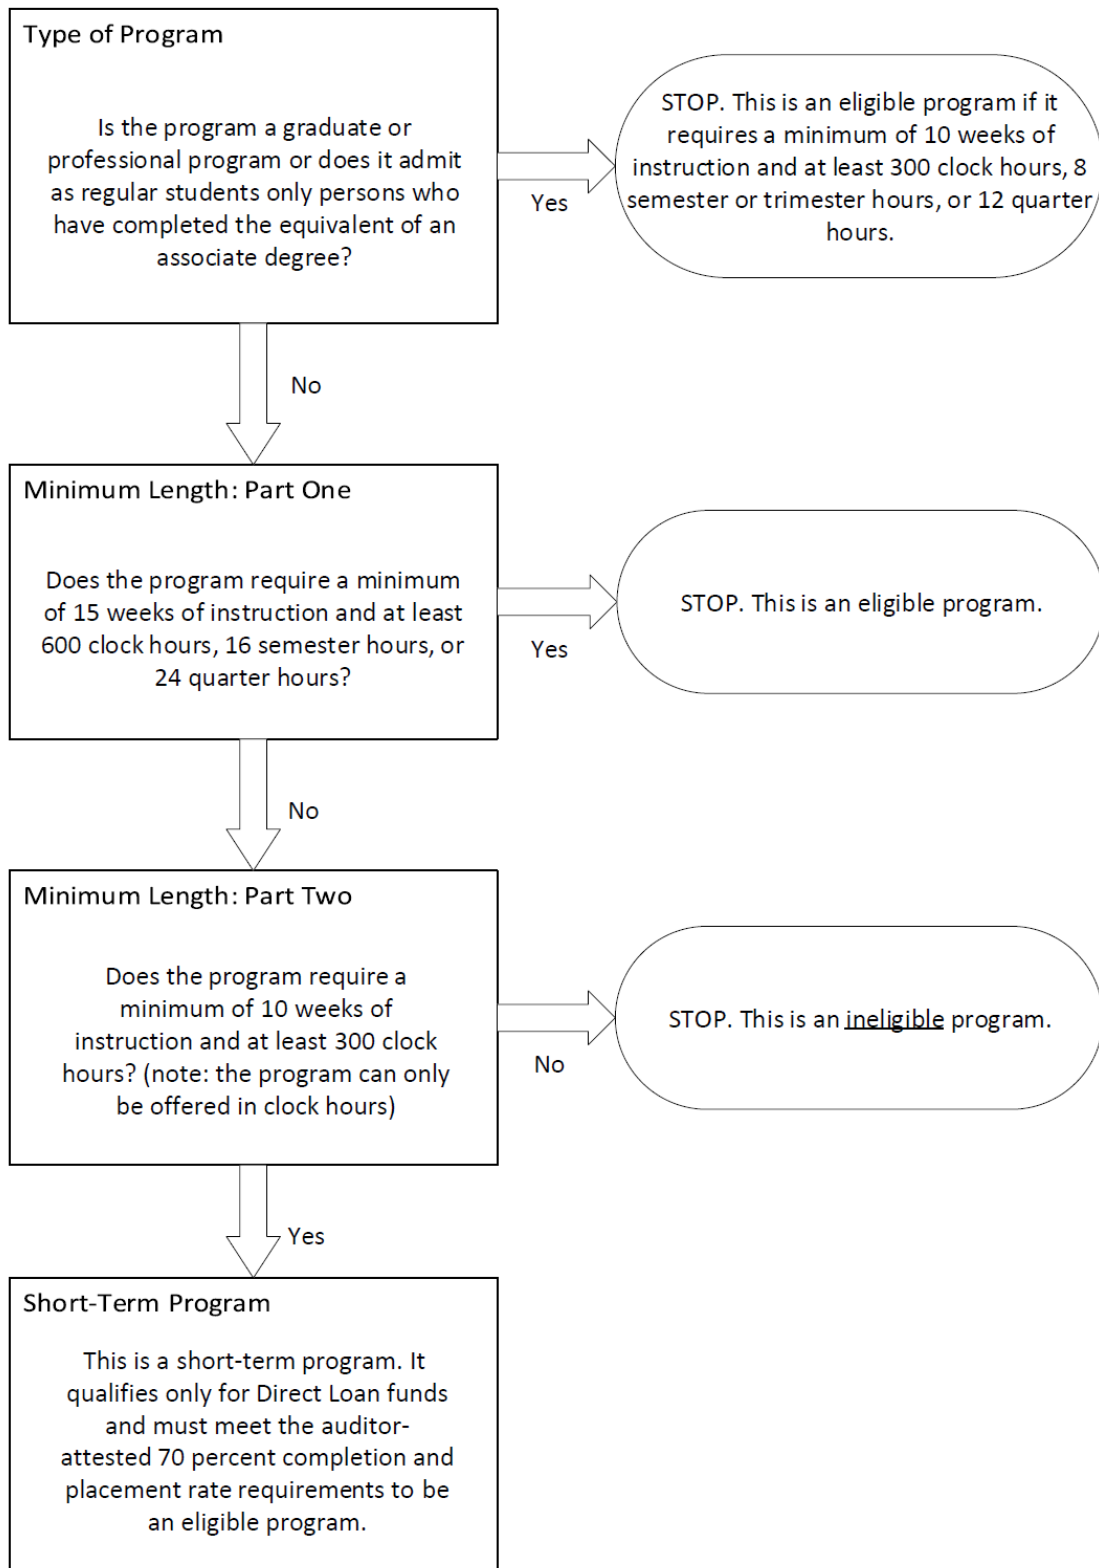 Type of Program
Is the program a graduate or
professional program or does it admit
as regular students only persons who
have completed the equivalent of an
associate degree?
Yes
STOP. This is an eligible program if it
requires a minimum of 10 weeks of
instruction and at least 300 clock hours, 8
semester or trimester hours, or 12 quarter
hours.
No
Minimum Length: Part One
Does the program require a minimum
of 15 weeks of instruction and at least
600 clock hours, 16 semester hours, or
24 quarter hours?
Yes
STOP. This is an eligible program.
No
Minimum Length: Part Two
Does the program require a
minimum of 10 weeks of
instruction and at least 300 clock
hours? (note: the program can only
be offered in clock hours)
No
STOP. This is an ineligible program.
Yes
Short-Term Program
This is a short-term program. It
qualifies only for Direct Loan funds
and must meet the auditor-
attested 70 percent completion and
placement rate requirements to be
an eligible program.